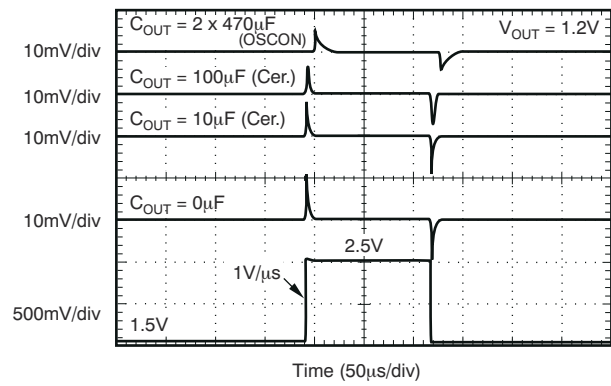 C_OUT = 2 x 470μF
(OSCON)
V_OUT = 1.2V
10mV/div
C_OUT = 100μF (Cer.)
10mV/div
C_OUT = 10μF (Cer.)
10mV/div
C_OUT = 0μF
10mV/div
2.5V
1V/μs
500mV/div
1.5V
Time (50μs/div)